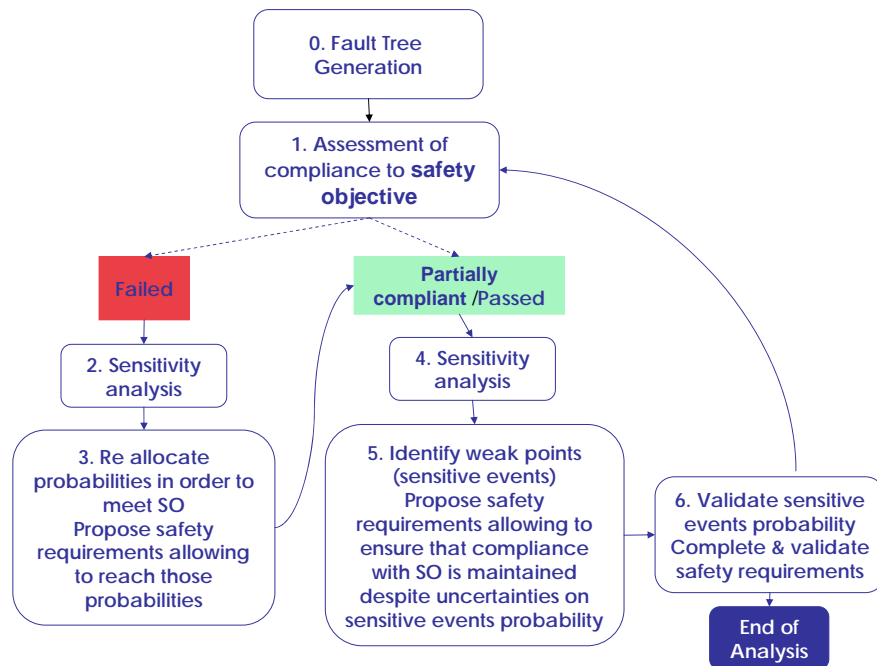 0. Fault Tree
Generation
1. Assessment of
compliance to safety
objective
Failed
Partially
compliant /Passed
2. Sensitivity
analysis
4. Sensitivity
analysis
3. Re allocate
probabilities in order to
meet SO
Propose safety
requirements allowing
to reach those
probabilities
5. Identify weak points
(sensitive events)
Propose safety
requirements allowing to
ensure that compliance
with SO is maintained
despite uncertainties on
sensitive events probability
6. Validate sensitive
events probability
Complete & validate
safety requirements
End of
Analysis